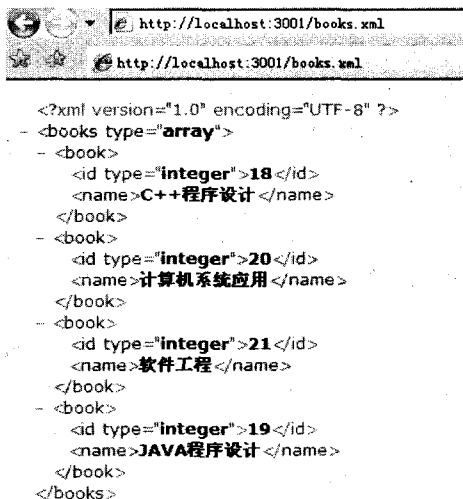 http://localhost:3001/books.xml
http://localhost:3001/books.xml
<?xml version="1.0" encoding="UTF-8" ?>
- <books type="array">
- <book>
<id type="integer">18</id>
<name>C++程序设计</name>
</book>
- <book>
<id type="integer">20</id>
<name>计算机系统应用</name>
</book>
- <book>
<id type="integer">21</id>
<name>软件工程</name>
</book>
- <book>
<id type="integer">19</id>
<name>JAVA程序设计</name>
</book>
</books>